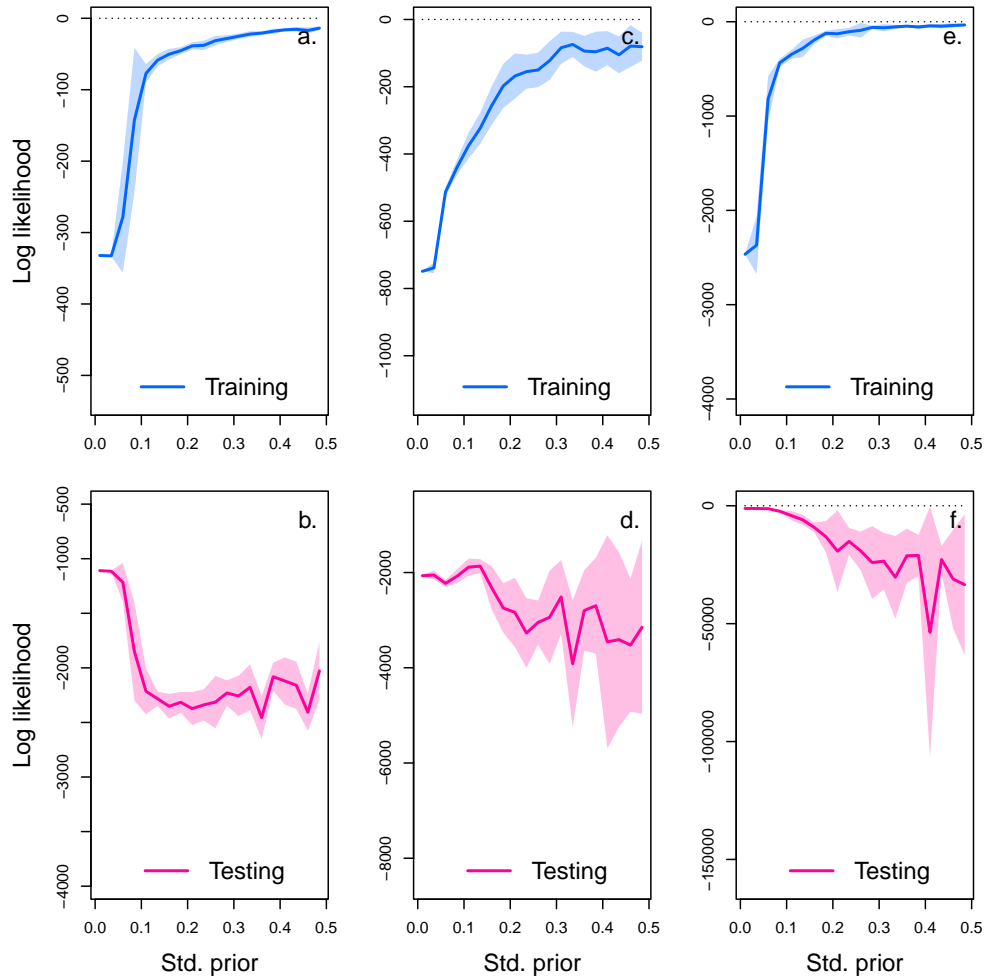 a.
c.
e.
Log likelihood
0
−100
−200
−300
−400
−500
0
−200
−400
−600
−800
−1000
0
−1000
−2000
−3000
−4000
Training
Training
Training
0.0 0.1 0.2 0.3 0.4 0.5
0.0 0.1 0.2 0.3 0.4 0.5
0.0 0.1 0.2 0.3 0.4 0.5
b.
d.
f.
Log likelihood
−500
−1000
−2000
−3000
−4000
−2000
−4000
−6000
−8000
0
−50000
−100000
−150000
Testing
Testing
Testing
0.0 0.1 0.2 0.3 0.4 0.5
0.0 0.1 0.2 0.3 0.4 0.5
0.0 0.1 0.2 0.3 0.4 0.5
Std. prior
Std. prior
Std. prior